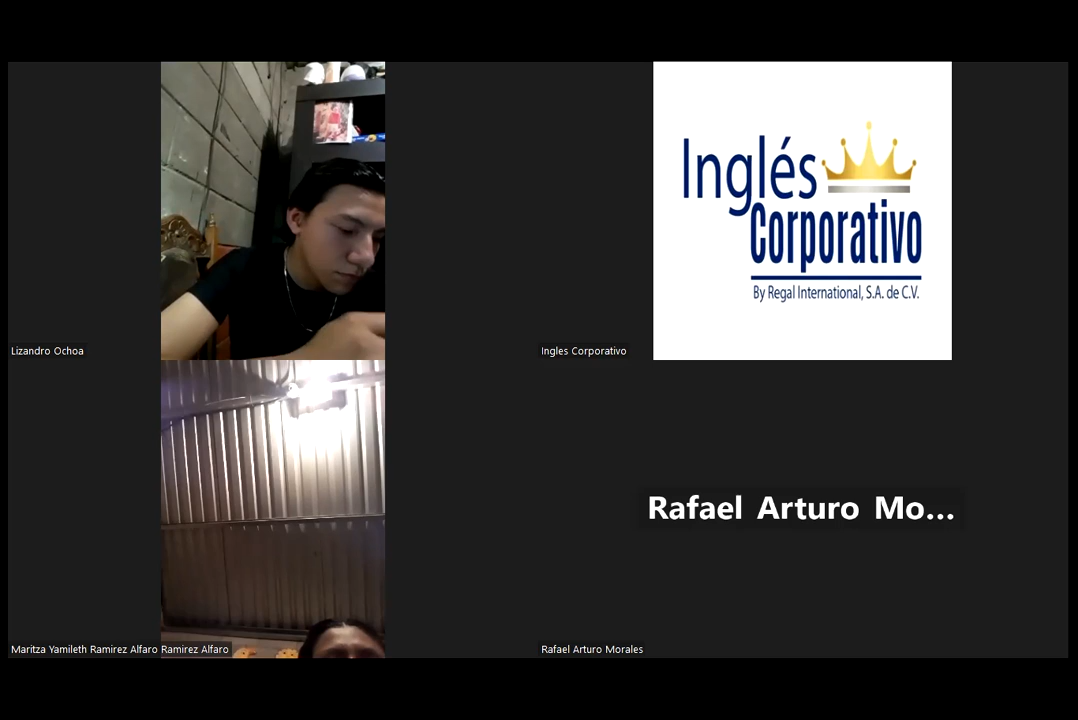 Inglés
Corporativo
By Regal International, S.A. de C.V.
Lizandro Ochoa
Ingles Corporativo
Rafael Arturo Mo...
Maritza Yamileth Ramirez Alfaro Ramirez Alfaro
Rafael Arturo Morales